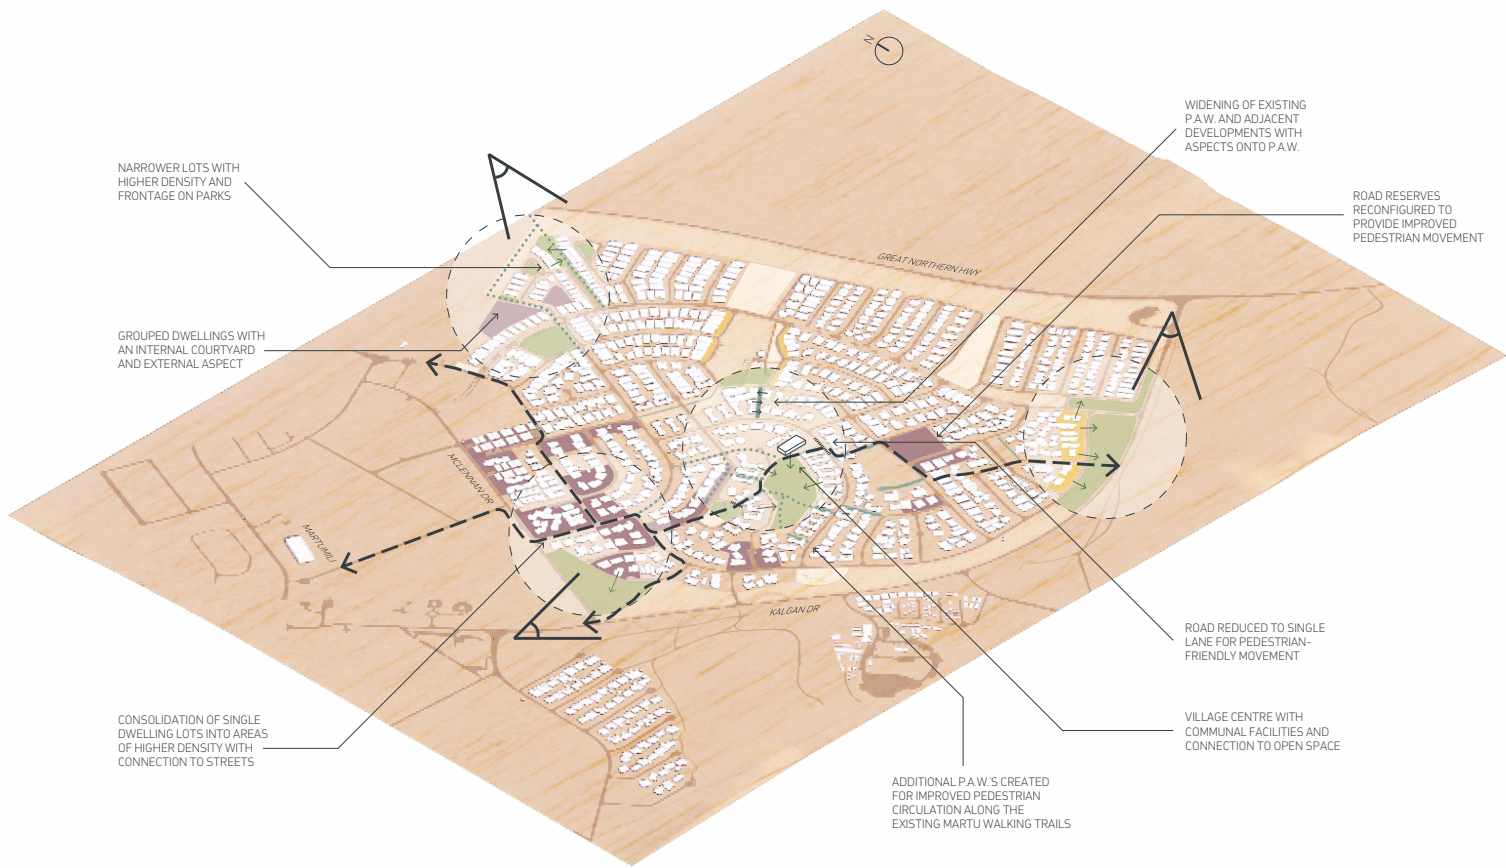 N
WIDENING OF EXISTING
P.A.W. AND ADJACENT
DEVELOPMENTS WITH
ASPECTS ONTO P.A.W.
NARROWER LOTS WITH
HIGHER DENSITY AND
FRONTAGE ON PARKS
ROAD RESERVES
RECONFIGURED TO
PROVIDE IMPROVED
PEDESTRIAN MOVEMENT
GREAT NORTHERN HWY
GROUPED DWELLINGS WITH
AN INTERNAL COURTYARD
AND EXTERNAL ASPECT
MCLENNAN DR
MARTUMILI
KALGAN DR
ROAD REDUCED TO SINGLE
LANE FOR PEDESTRIAN-
FRIENDLY MOVEMENT
CONSOLIDATION OF SINGLE
DWELLING LOTS INTO AREAS
OF HIGHER DENSITY WITH
CONNECTION TO STREETS
VILLAGE CENTRE WITH
COMMUNAL FACILITIES AND
CONNECTION TO OPEN SPACE
ADDITIONAL P.A.W.'S CREATED
FOR IMPROVED PEDESTRIAN
CIRCULATION ALONG THE
EXISTING MARTU WALKING TRAILS